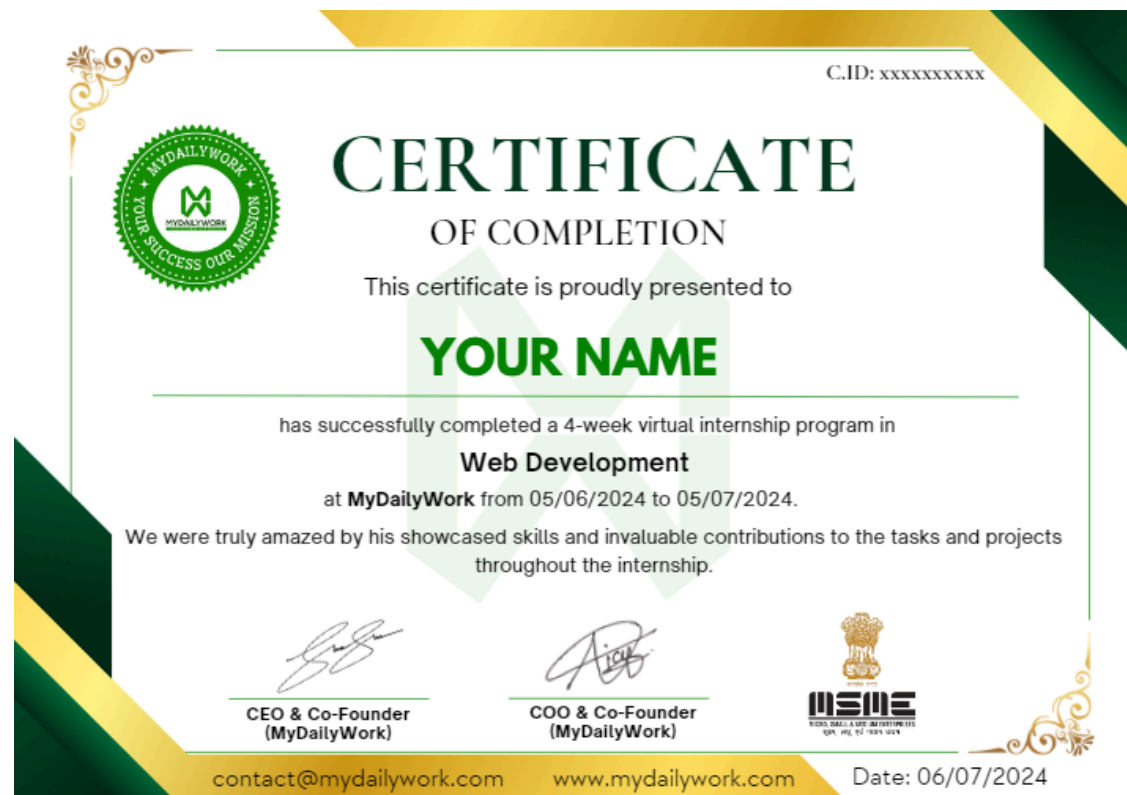 C.ID: xxxxxxxxxx
MYDAILYWORK
YOUR SUCCESS OUR MISSION
MYDAILYWORK
CERTIFICATE
OF COMPLETION
This certificate is proudly presented to
YOUR NAME
has successfully completed a 4-week virtual internship program in
Web Development
at MyDailyWork from 05/06/2024 to 05/07/2024.
We were truly amazed by his showcased skills and invaluable contributions to the tasks and projects
throughout the internship.
CEO & Co-Founder
(MyDailyWork)
COO & Co-Founder
(MyDailyWork)
MSME
MICRO, SMALL & MEDIUM ENTERPRISES
contact@mydailywork.com
www.mydailywork.com
Date: 06/07/2024